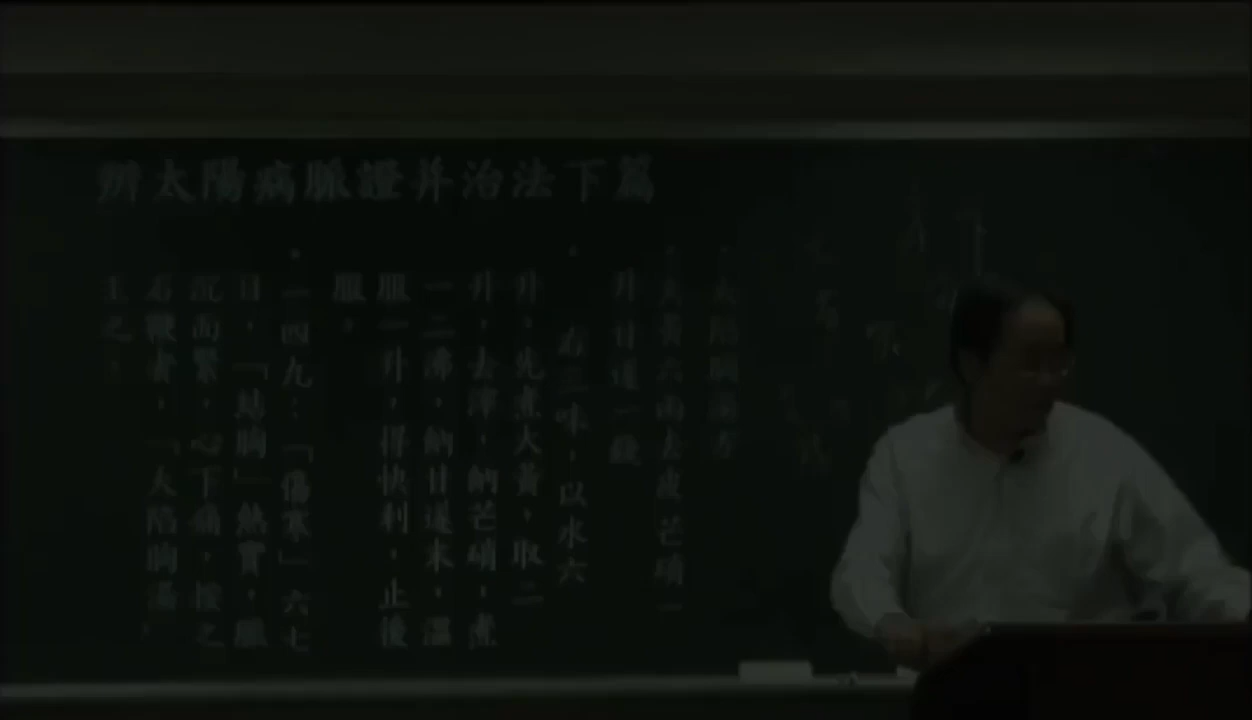 辨太陽病脈證并治法下篇
大陷胸湯方
大黃六兩去皮 芒硝一
升 甘遂一錢
右三味，以水六
升，先煮大黃，取二
升，去滓，納芒硝，煮
一二沸，納甘遂末，溫
服一升，得快利，止後
服。
一四九：「傷寒」六七
日，「結胸」熱實，脈
沉而緊，心下痛，按之
石鞕者，「大陷胸湯」
主之。